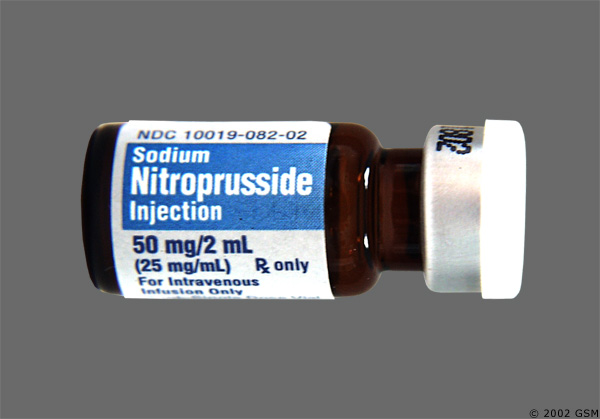 NDC 10019-082-02
Sodium
Nitroprusside
Injection
50 mg/2 mL
(25 mg/mL) Rx only
For Intravenous
Infusion Only
© 2002 GSM